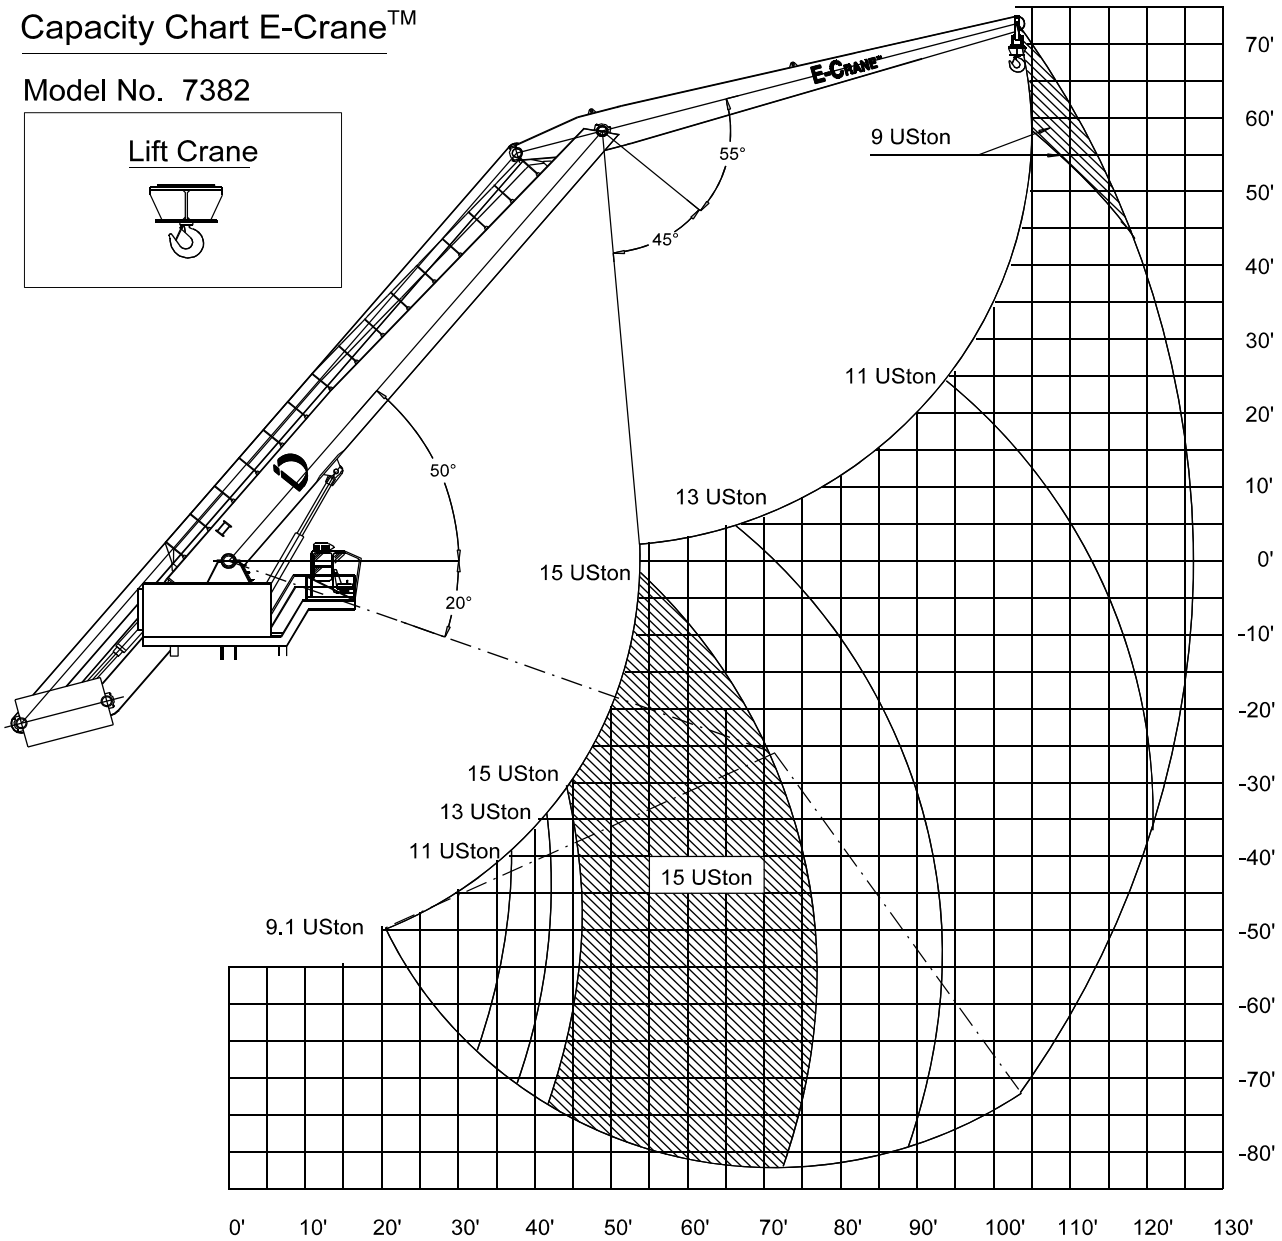 Capacity Chart E-Crane™
Model No. 7382
Lift Crane
E-CRANE™
9 USton
55°
45°
11 USton
50°
13 USton
15 USton
20°
15 USton
13 USton
11 USton
15 USton
9.1 USton
70'
60'
50'
40'
30'
20'
10'
0'
-10'
-20'
-30'
-40'
-50'
-60'
-70'
-80'
0' 10' 20' 30' 40' 50' 60' 70' 80' 90' 100' 110' 120' 130'